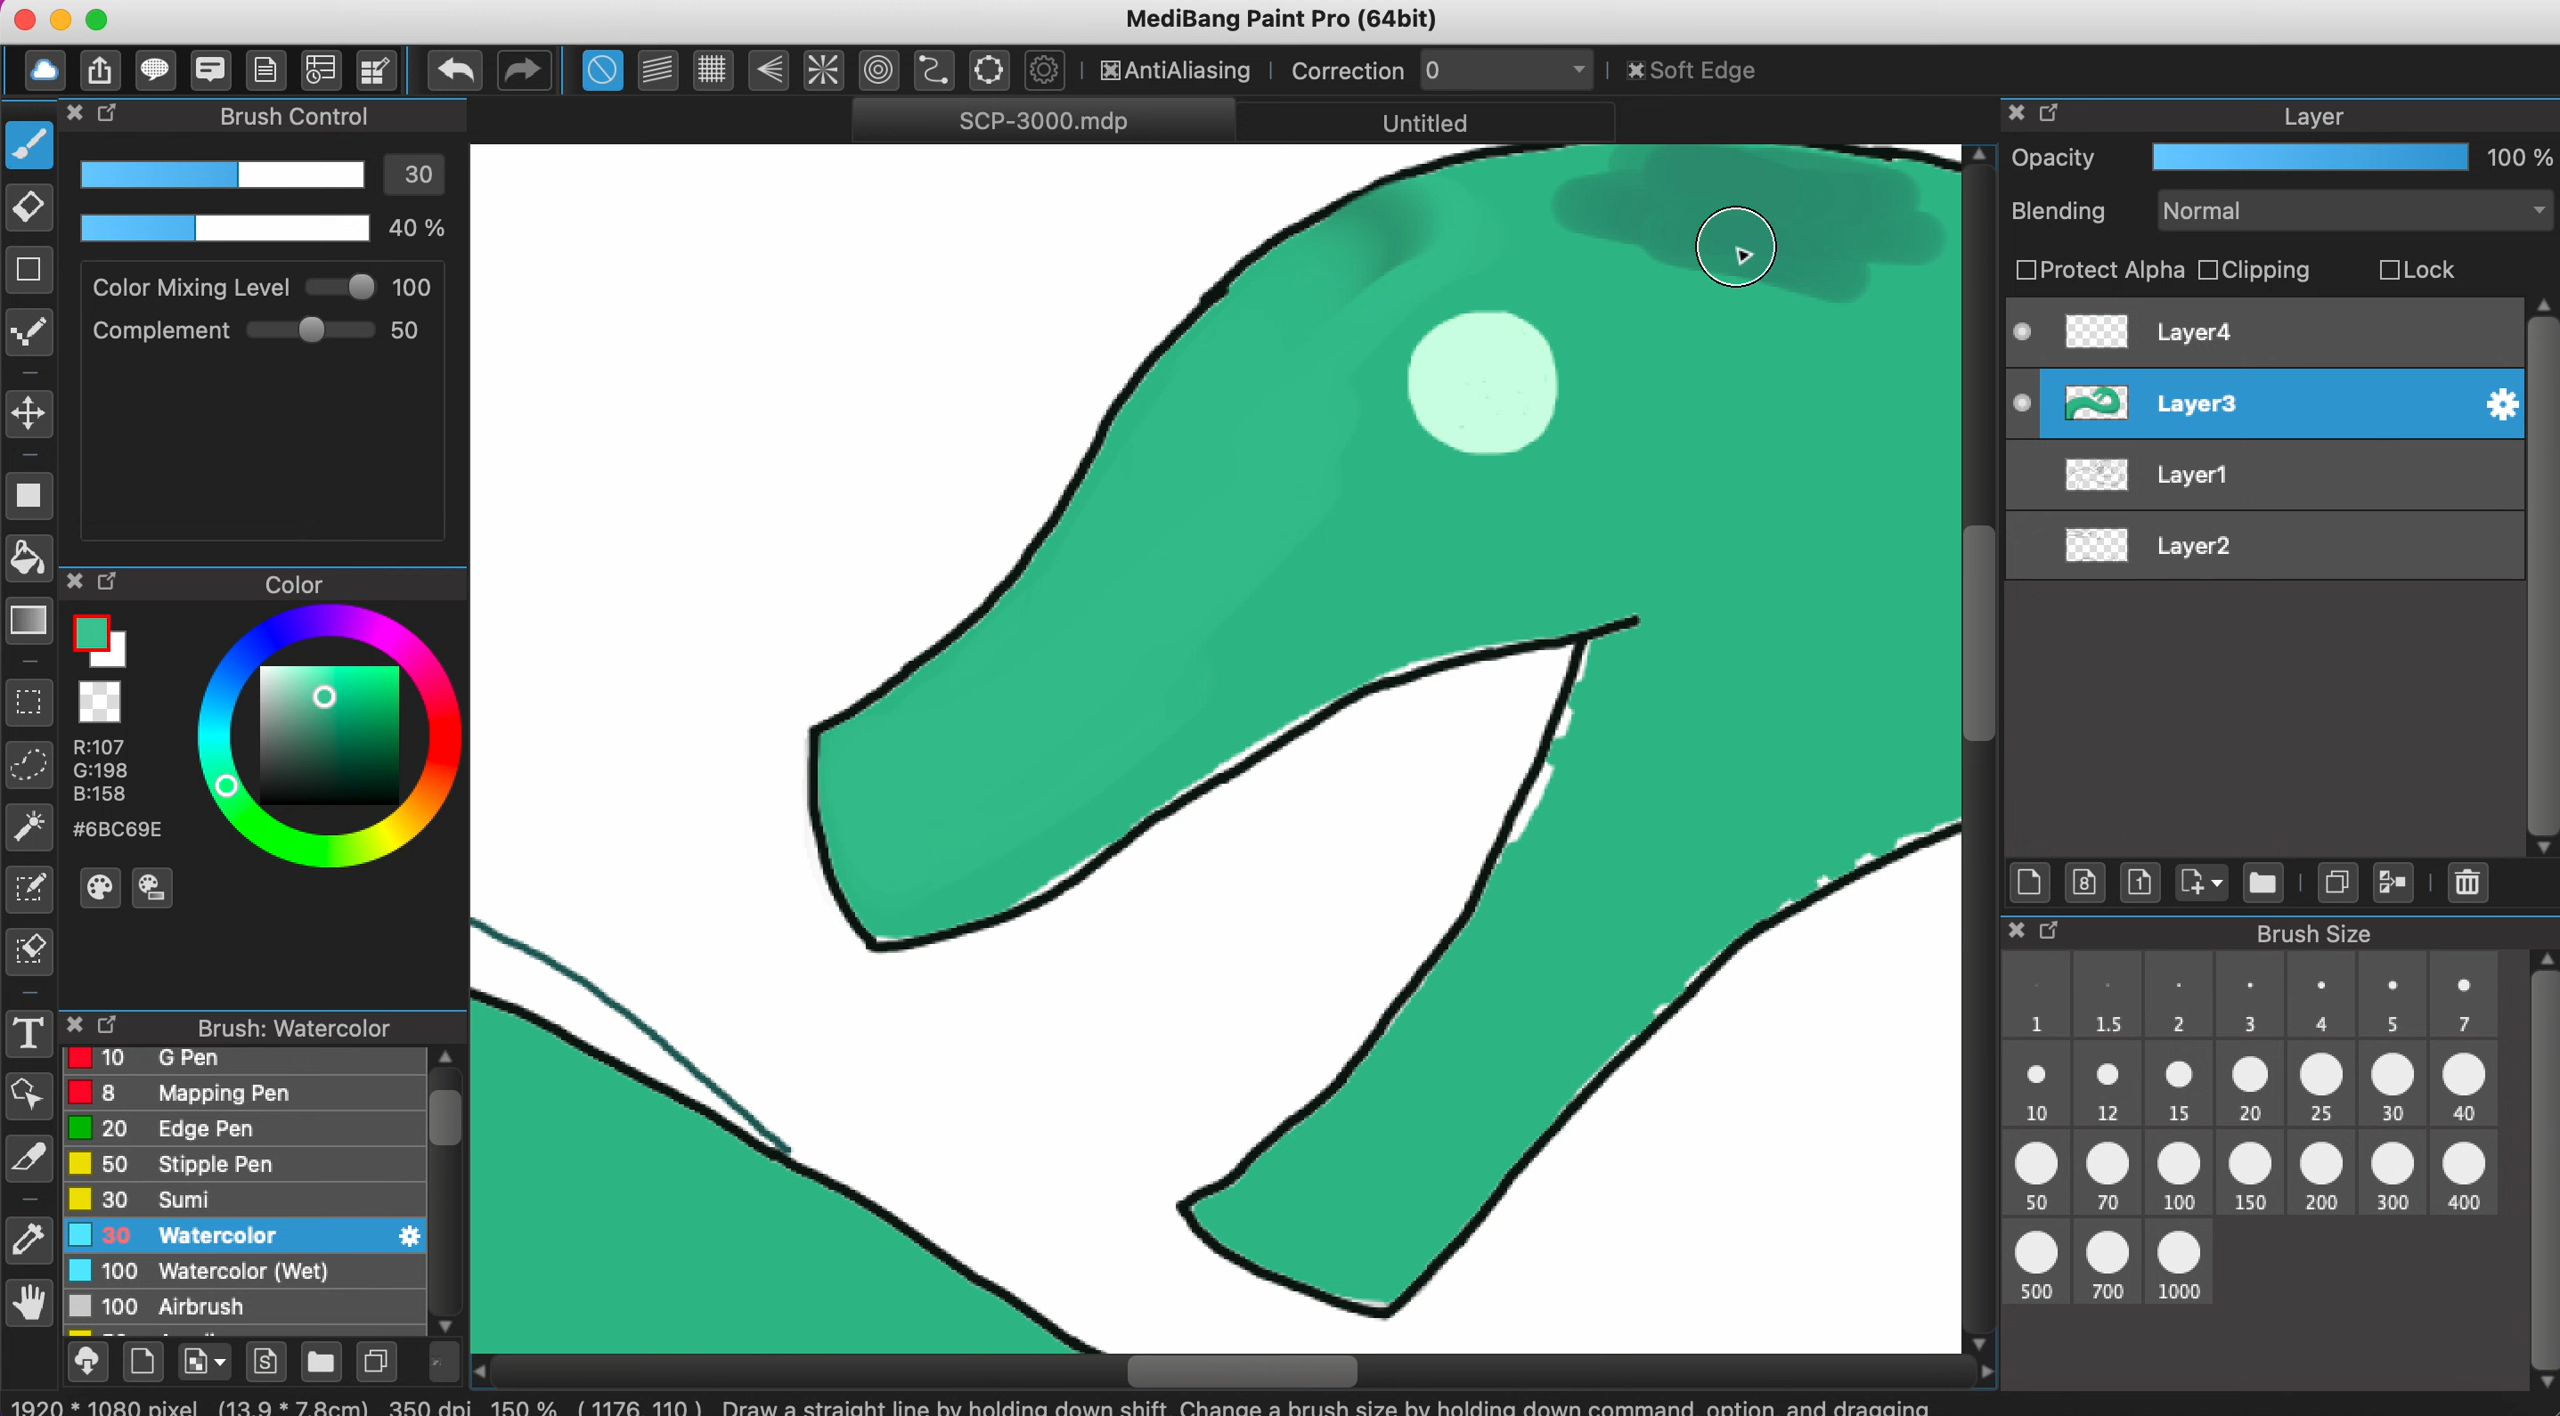 MediBang Paint Pro (64bit)
AntiAliasing Correction 0 Soft Edge
SCP-3000.mdp Untitled
Brush Control
30
40 %
Color Mixing Level 100
Complement 50
Color
R:107
G:198
B:158
#6BC69E
Brush: Watercolor
10 G Pen
8 Mapping Pen
20 Edge Pen
50 Stipple Pen
30 Sumi
30 Watercolor
100 Watercolor (Wet)
100 Airbrush
Layer
Opacity 100 %
Blending Normal
Protect Alpha Clipping Lock
Layer4
Layer3
Layer1
Layer2
Brush Size
1 1.5 2 3 4 5 7
10 12 15 20 25 30 40
50 70 100 150 200 300 400
500 700 1000
1920 * 1080 pixel (13.9 * 7.8cm) 350 dpi 150 % ( 1176, 110 ) Draw a straight line by holding down shift, Change a brush size by holding down command, option, and dragging